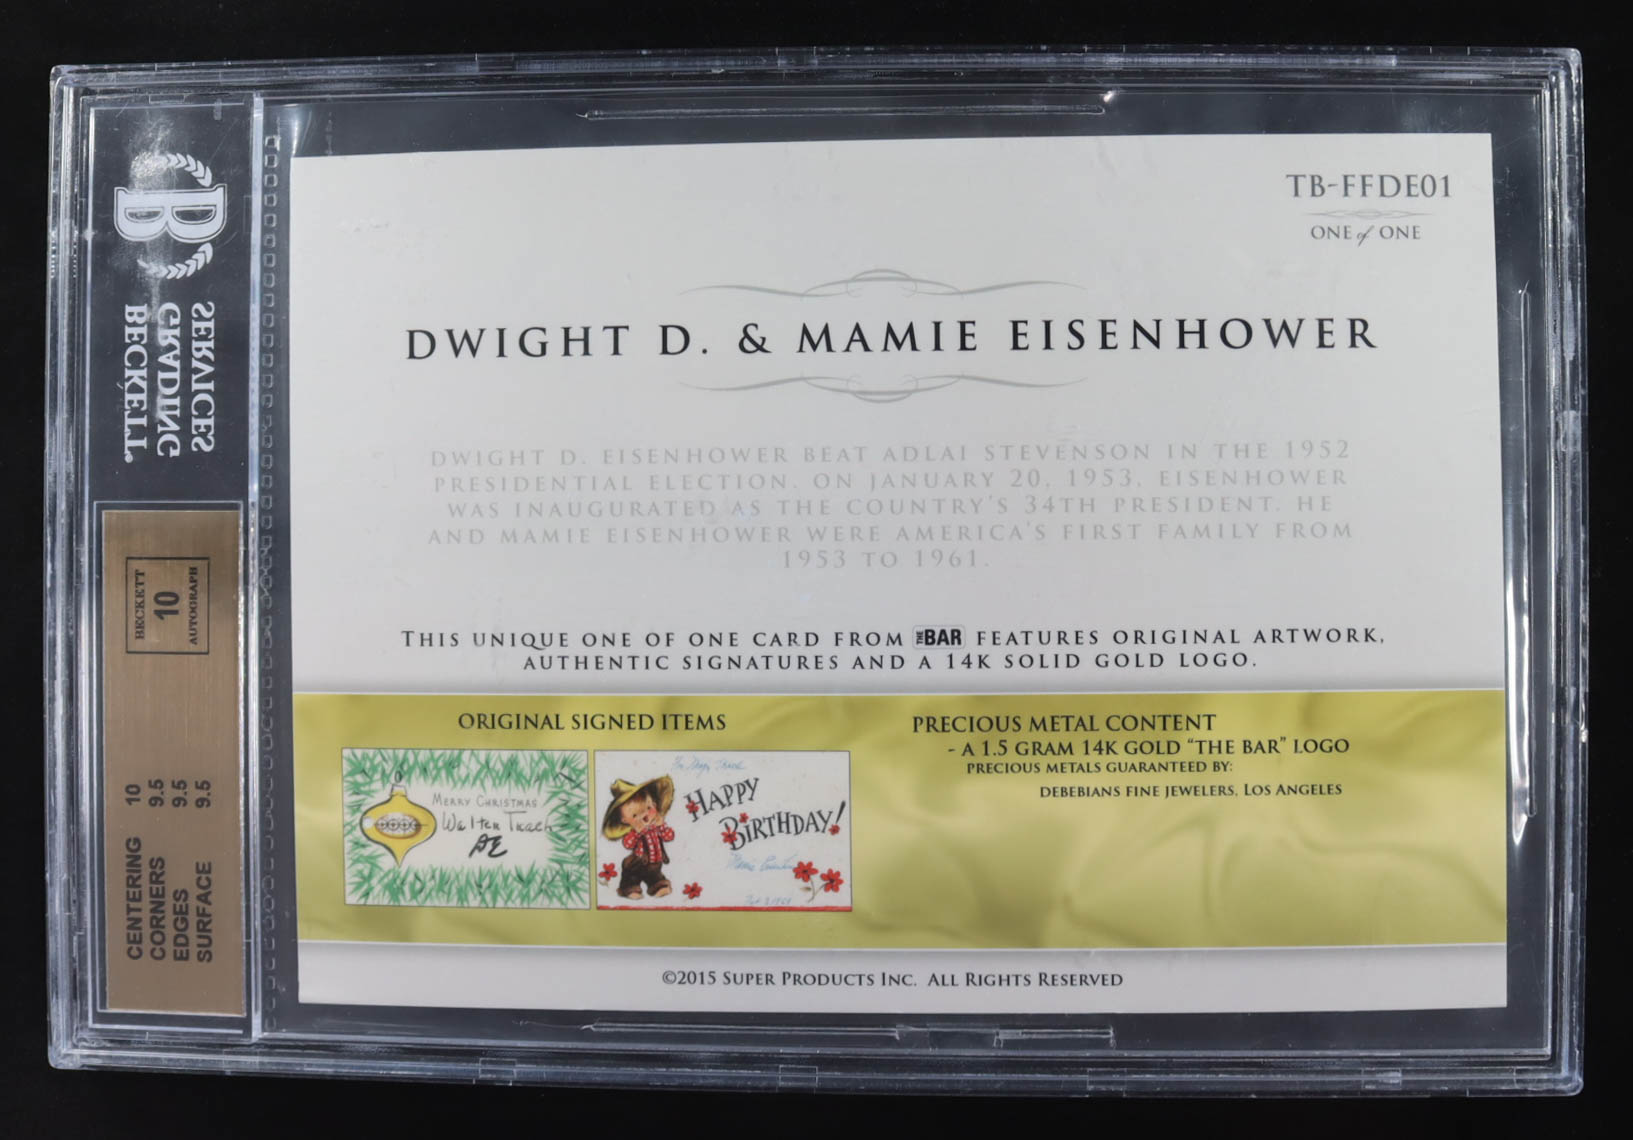 BECKETT
GRADING
SERVICES
B
BECKETT
10
AUTOGRAPH
CENTERING 10
CORNERS 9.5
EDGES 9.5
SURFACE 9.5
TB-FFDE01
ONE of ONE
DWIGHT D. & MAMIE EISENHOWER
DWIGHT D. EISENHOWER BEAT ADLAI STEVENSON IN THE 1952
PRESIDENTIAL ELECTION. ON JANUARY 20, 1953, EISENHOWER
WAS INAUGURATED AS THE COUNTRY'S 34TH PRESIDENT. HE
AND MAMIE EISENHOWER WERE AMERICA'S FIRST FAMILY FROM
1953 TO 1961.
THIS UNIQUE ONE OF ONE CARD FROM THE BAR FEATURES ORIGINAL ARTWORK,
AUTHENTIC SIGNATURES AND A 14K SOLID GOLD LOGO.
ORIGINAL SIGNED ITEMS
MERRY CHRISTMAS
Walter Trach
DE
HAPPY
BIRTHDAY!
PRECIOUS METAL CONTENT
- A 1.5 GRAM 14K GOLD "THE BAR" LOGO
PRECIOUS METALS GUARANTEED BY:
DEBEBIANS FINE JEWELERS, LOS ANGELES
©2015 SUPER PRODUCTS INC. ALL RIGHTS RESERVED